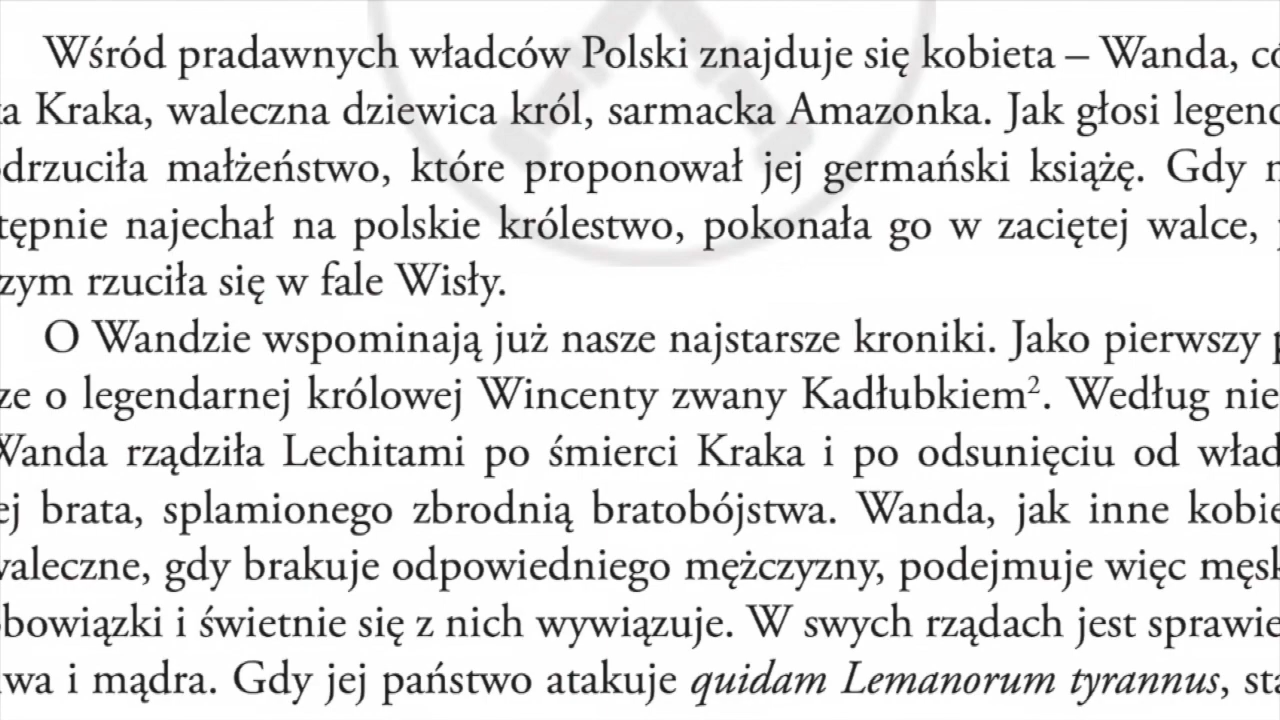 Wśród pradawnych władców Polski znajduje się kobieta – Wanda, có
ka Kraka, waleczna dziewica król, sarmacka Amazonka. Jak głosi legend
odrzuciła małżeństwo, które proponował jej germański książę. Gdy n
tępnie najechał na polskie królestwo, pokonała go w zaciętej walce, p
zym rzuciła się w fale Wisły.
O Wandzie wspominają już nasze najstarsze kroniki. Jako pierwszy p
ze o legendarnej królowej Wincenty zwany Kadłubkiem². Według nie
Wanda rządziła Lechitami po śmierci Kraka i po odsunięciu od wład
ej brata, splamionego zbrodnią bratobójstwa. Wanda, jak inne kobie
waleczne, gdy brakuje odpowiedniego mężczyzny, podejmuje więc męsk
obowiązki i świetnie się z nich wywiązuje. W swych rządach jest sprawie
wa i mądra. Gdy jej państwo atakuje quidam Lemanorum tyrannus, sta